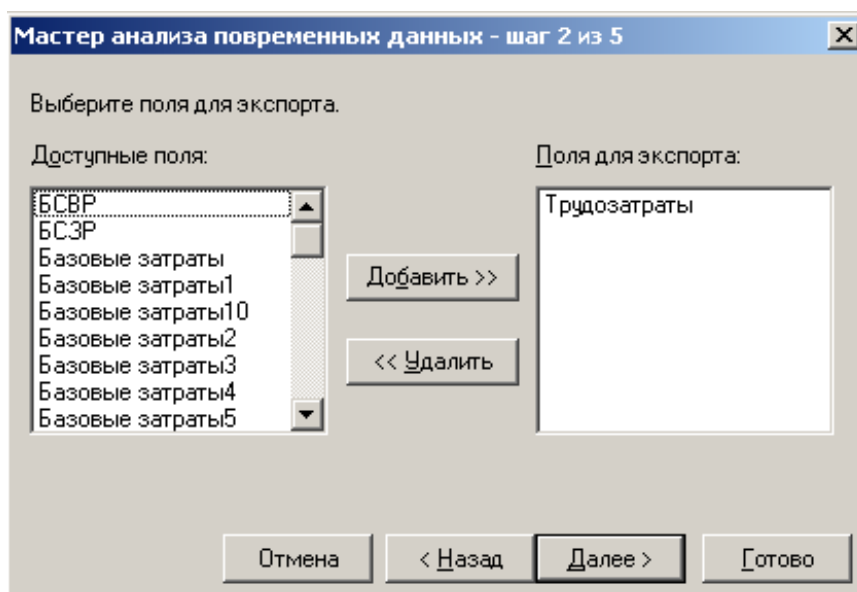 Мастер анализа повременных данных - шаг 2 из 5
Выберите поля для экспорта.
Доступные поля:
Поля для экспорта:
БСВР
БСЗР
Базовые затраты
Базовые затраты1
Базовые затраты10
Базовые затраты2
Базовые затраты3
Базовые затраты4
Базовые затраты5
Добавить >>
<< Удалить
Трудозатраты
Отмена
< Назад
Далее >
Готово